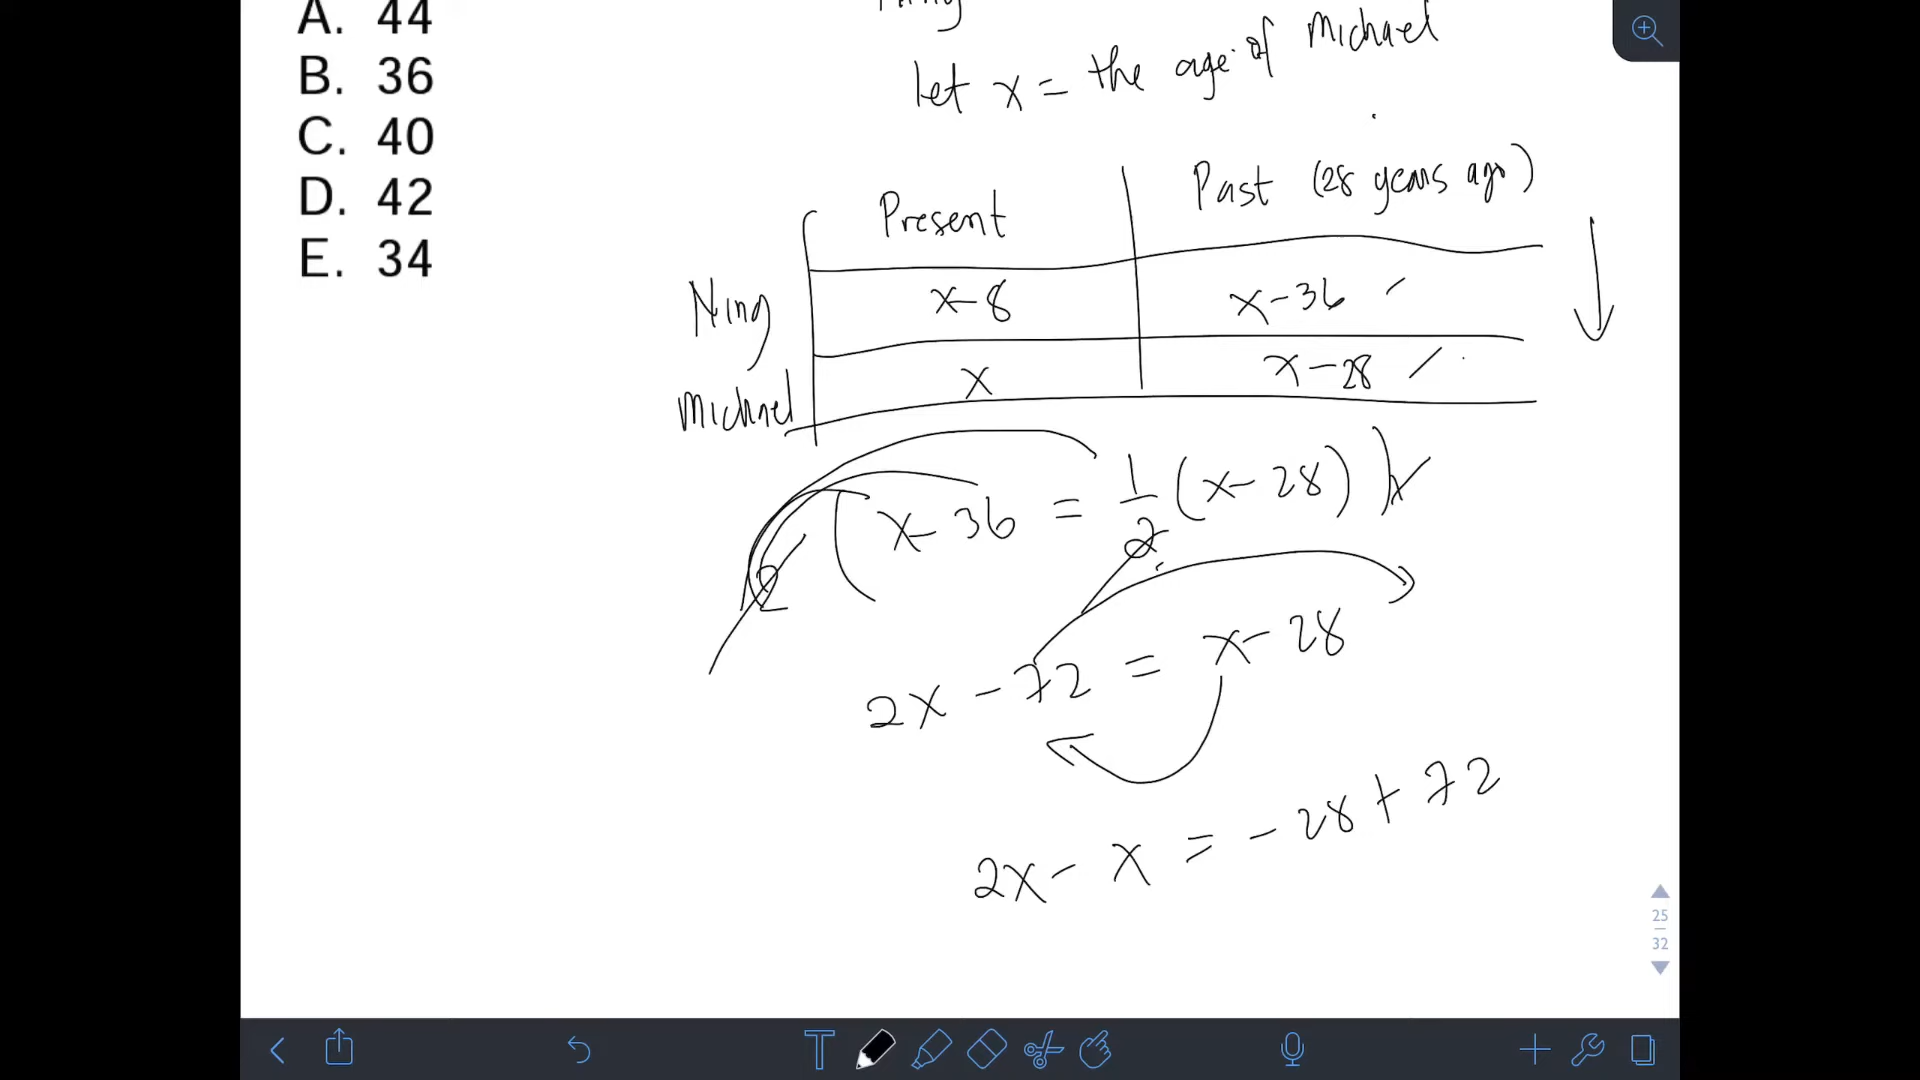 A. 44
B. 36
C. 40
D. 42
E. 34
let x = the age of Michael
Present Past (28 years ago)
Ning x-8 x-36
Michael x x-28
x-36 = 1/2 (x-28)
2
2x - 72 = x-28
2x - x = -28 + 72
25
32
T